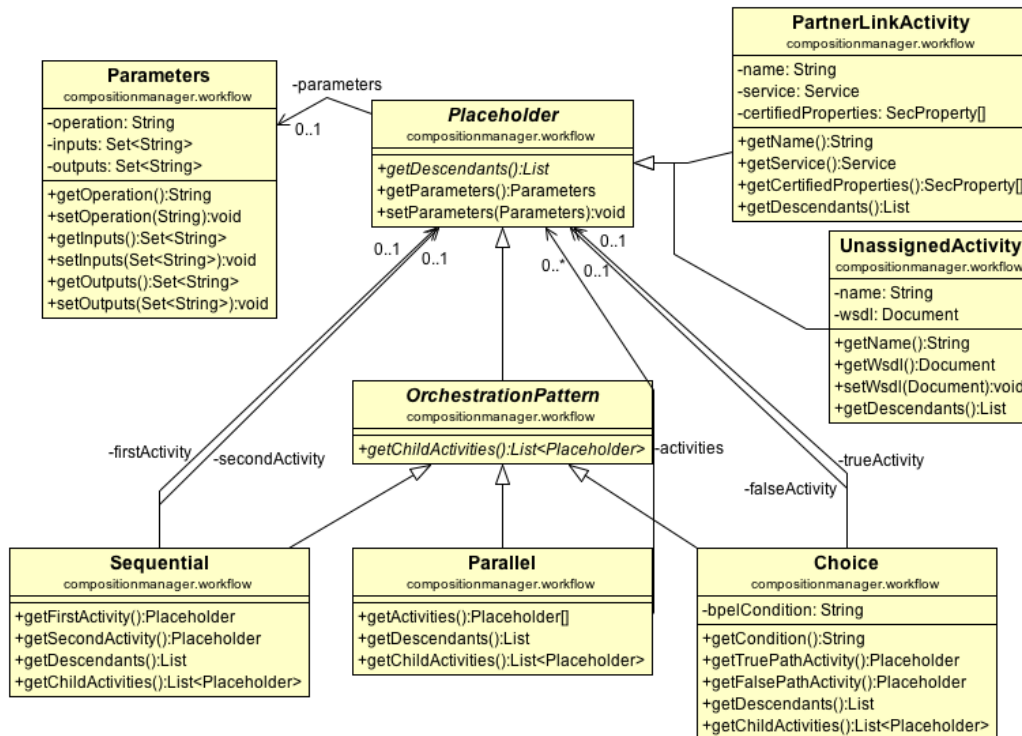 PartnerLinkActivity
compositionmanager.workflow
-name: String
-service: Service
-certifiedProperties: SecProperty[]
+getName():String
+getService():Service
+getCertifiedProperties():SecProperty[]
+getDescendants():List
Parameters
compositionmanager.workflow
-operation: String
-inputs: Set<String>
-outputs: Set<String>
+getOperation():String
+setOperation(String):void
+getInputs():Set<String>
+setInputs(Set<String>):void
+getOutputs():Set<String>
+setOutputs(Set<String>):void
-parameters
0..1
Placeholder
compositionmanager.workflow
+getDescendants():List
+getParameters():Parameters
+setParameters(Parameters):void
UnassignedActivity
compositionmanager.workflow
-name: String
-wsdl: Document
+getName():String
+getWsdl():Document
+setWsdl(Document):void
+getDescendants():List
0..1
0..1
0..*
0..1
0..1
OrchestrationPattern
compositionmanager.workflow
+getChildActivities():List<Placeholder>
-firstActivity
-secondActivity
-activities
-trueActivity
-falseActivity
Sequential
compositionmanager.workflow
+getFirstActivity():Placeholder
+getSecondActivity():Placeholder
+getDescendants():List
+getChildActivities():List<Placeholder>
Parallel
compositionmanager.workflow
+getActivities():Placeholder[]
+getDescendants():List
+getChildActivities():List<Placeholder>
Choice
compositionmanager.workflow
-bpelCondition: String
+getCondition():String
+getTruePathActivity():Placeholder
+getFalsePathActivity():Placeholder
+getDescendants():List
+getChildActivities():List<Placeholder>